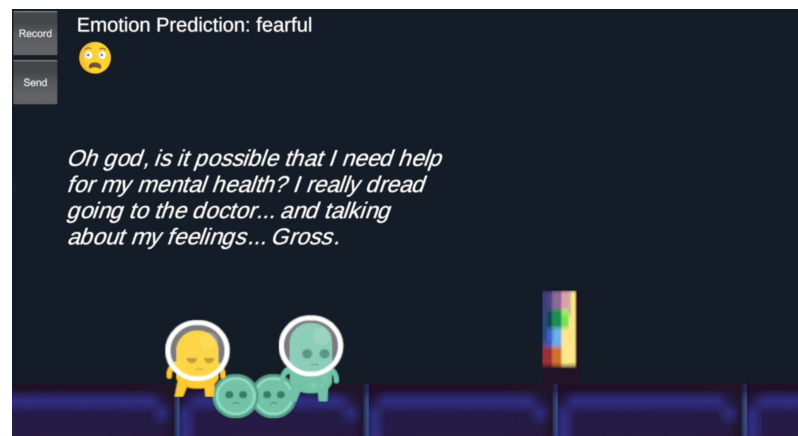 Record
Emotion Prediction: fearful
Send
Oh god, is it possible that I need help
for my mental health? I really dread
going to the doctor... and talking
about my feelings... Gross.